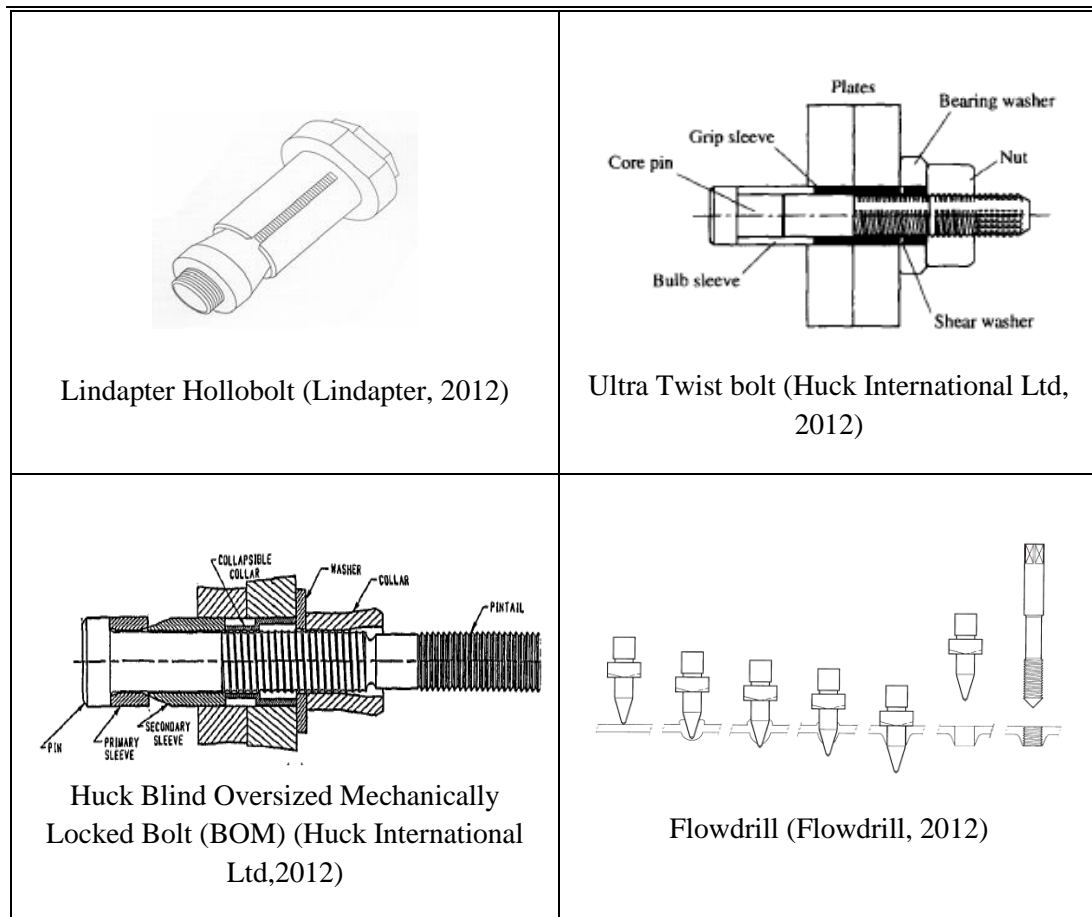 Lindapter Hollobolt (Lindapter, 2012)
Plates
Bearing washer
Grip sleeve
Nut
Core pin
Bulb sleeve
Shear washer
Ultra Twist bolt (Huck International Ltd,
2012)
COLLAPSIBLE
COLLAR
WASHER
COLLAR
PINTAIL
PIN
PRIMARY
SLEEVE
SECONDARY
SLEEVE
Huck Blind Oversized Mechanically
Locked Bolt (BOM) (Huck International
Ltd,2012)
Flowdrill (Flowdrill, 2012)